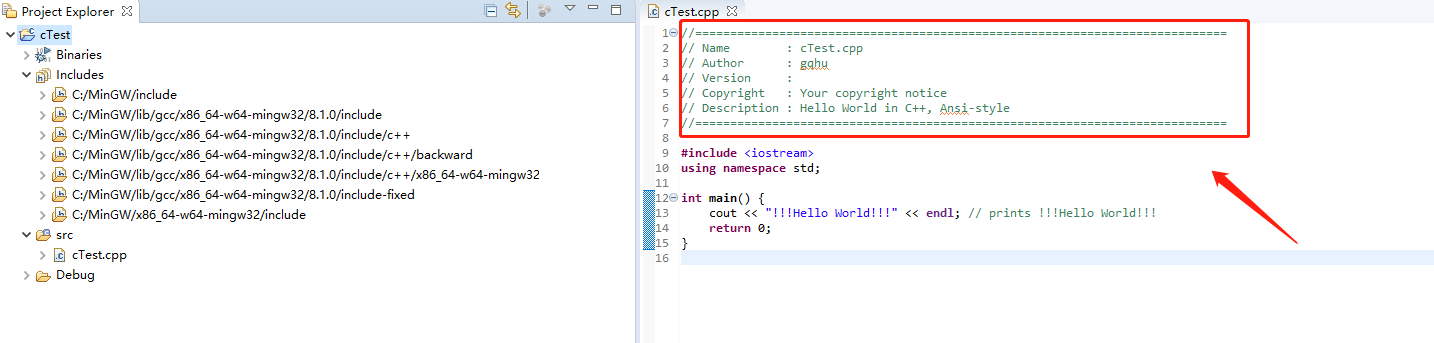 Project Explorer
cTest
Binaries
Includes
C:/MinGW/include
C:/MinGW/lib/gcc/x86_64-w64-mingw32/8.1.0/include
C:/MinGW/lib/gcc/x86_64-w64-mingw32/8.1.0/include/c++
C:/MinGW/lib/gcc/x86_64-w64-mingw32/8.1.0/include/c++/backward
C:/MinGW/lib/gcc/x86_64-w64-mingw32/8.1.0/include/c++/x86_64-w64-mingw32
C:/MinGW/lib/gcc/x86_64-w64-mingw32/8.1.0/include-fixed
C:/MinGW/x86_64-w64-mingw32/include
src
cTest.cpp
Debug
cTest.cpp
1 //============================================================================
2 // Name        : cTest.cpp
3 // Author      : gqhu
4 // Version     :
5 // Copyright   : Your copyright notice
6 // Description : Hello World in C++, Ansi-style
7 //============================================================================
8
9 #include <iostream>
10 using namespace std;
11
12 int main() {
13     cout << "!!!Hello World!!!" << endl; // prints !!!Hello World!!!
14     return 0;
15 }
16